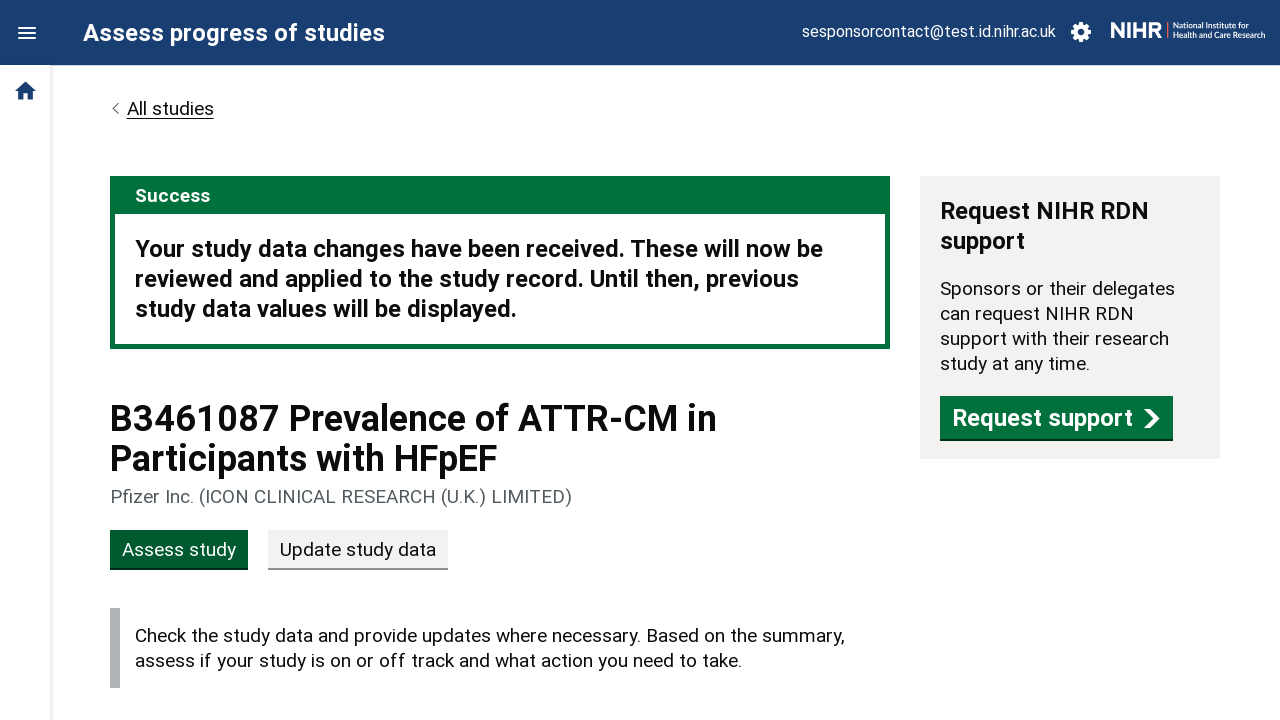 Assess progress of studies
sesponsorcontact@test.id.nihr.ac.uk
NIHR | National Institute for
Health and Care Research
All studies
Success
Your study data changes have been received. These will now be
reviewed and applied to the study record. Until then, previous
study data values will be displayed.
Request NIHR RDN
support
Sponsors or their delegates
can request NIHR RDN
support with their research
study at any time.
Request support
B3461087 Prevalence of ATTR-CM in
Participants with HFpEF
Pfizer Inc. (ICON CLINICAL RESEARCH (U.K.) LIMITED)
Assess study
Update study data
Check the study data and provide updates where necessary. Based on the summary,
assess if your study is on or off track and what action you need to take.